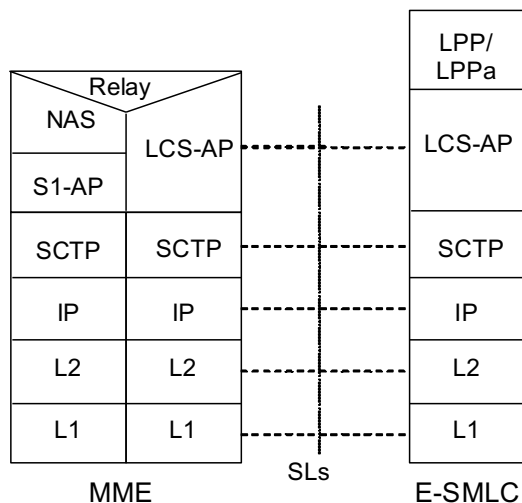 LPP/
LPPa
Relay
NAS
LCS-AP
LCS-AP
S1-AP
SCTP
SCTP
SCTP
IP
IP
IP
L2
L2
L2
L1
L1
L1
SLs
MME
E-SMLC